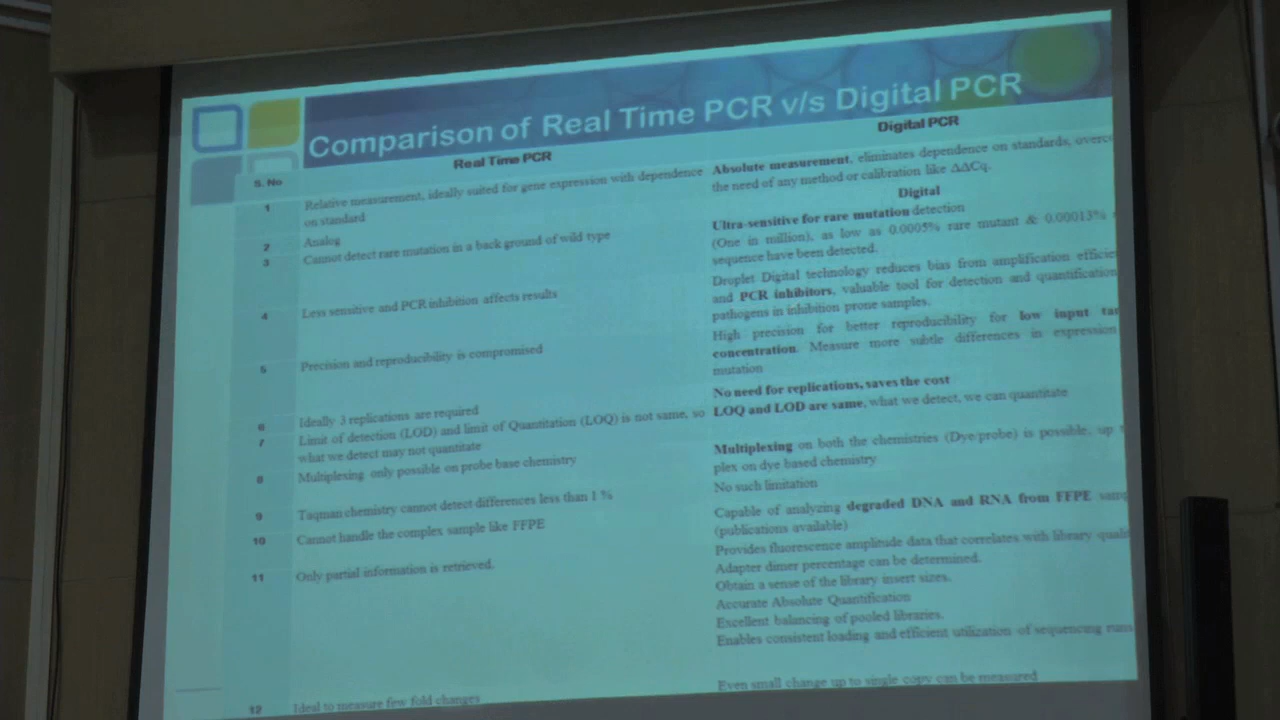 Comparison of Real Time PCR v/s Digital PCR
S. No
Real Time PCR
Digital PCR
1
Relative measurement, ideally suited for gene expression with dependence
on standard
Absolute measurement, eliminates dependence on standards,
the need of any method or calibration like ΔΔCq.
2
Analog
Digital
3
Cannot detect rare mutation in a back ground of wild type
Ultra-sensitive for rare mutation detection
(One in million), as low as 0.0005% rare mutant & 0.00013%
sequence have been detected.
4
Less sensitive and PCR inhibition affects results
Droplet Digital technology reduces bias from amplification
and PCR inhibitors, valuable tool for detection and quantification
pathogens in inhibition prone samples.
5
Precision and reproducibility is compromised
High precision for better reproducibility for low input
concentration. Measure more subtle differences in expression
mutation
6
Ideally 3 replications are required
No need for replications, saves the cost
7
Limit of detection (LOD) and limit of Quantitation (LOQ) is not same, so
what we detect may not quantitate
LOQ and LOD are same, what we detect, we can quantitate
8
Multiplexing only possible on probe base chemistry
Multiplexing on both the chemistries (Dye/probe) is possible, up
plex on dye based chemistry
9
Taqman chemistry cannot detect differences less than 1 %
No such limitation
10
Cannot handle the complex sample like FFPE
Capable of analyzing degraded DNA and RNA from FFPE
(publications available)
11
Only partial information is retrieved.
Provides fluorescence amplitude data that correlates with library
Adapter dimer percentage can be determined.
Obtain a sense of the library insert sizes.
Accurate Absolute Quantification
Excellent balancing of pooled libraries.
Enables consistent loading and efficient utilization of sequencing runs
12
Ideal to measure few fold changes
Even small change up to single copy can be measured